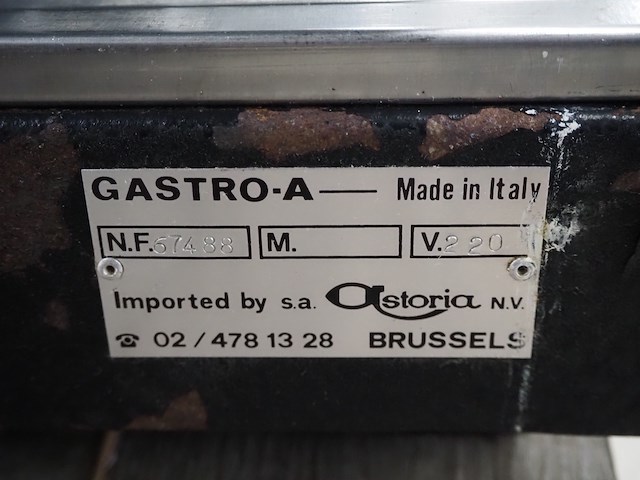 GASTRO-A — Made in Italy
N.F. 67488 M. V. 220
Imported by s.a. Astoria N.V.
☎ 02/478 13 28 BRUSSELS